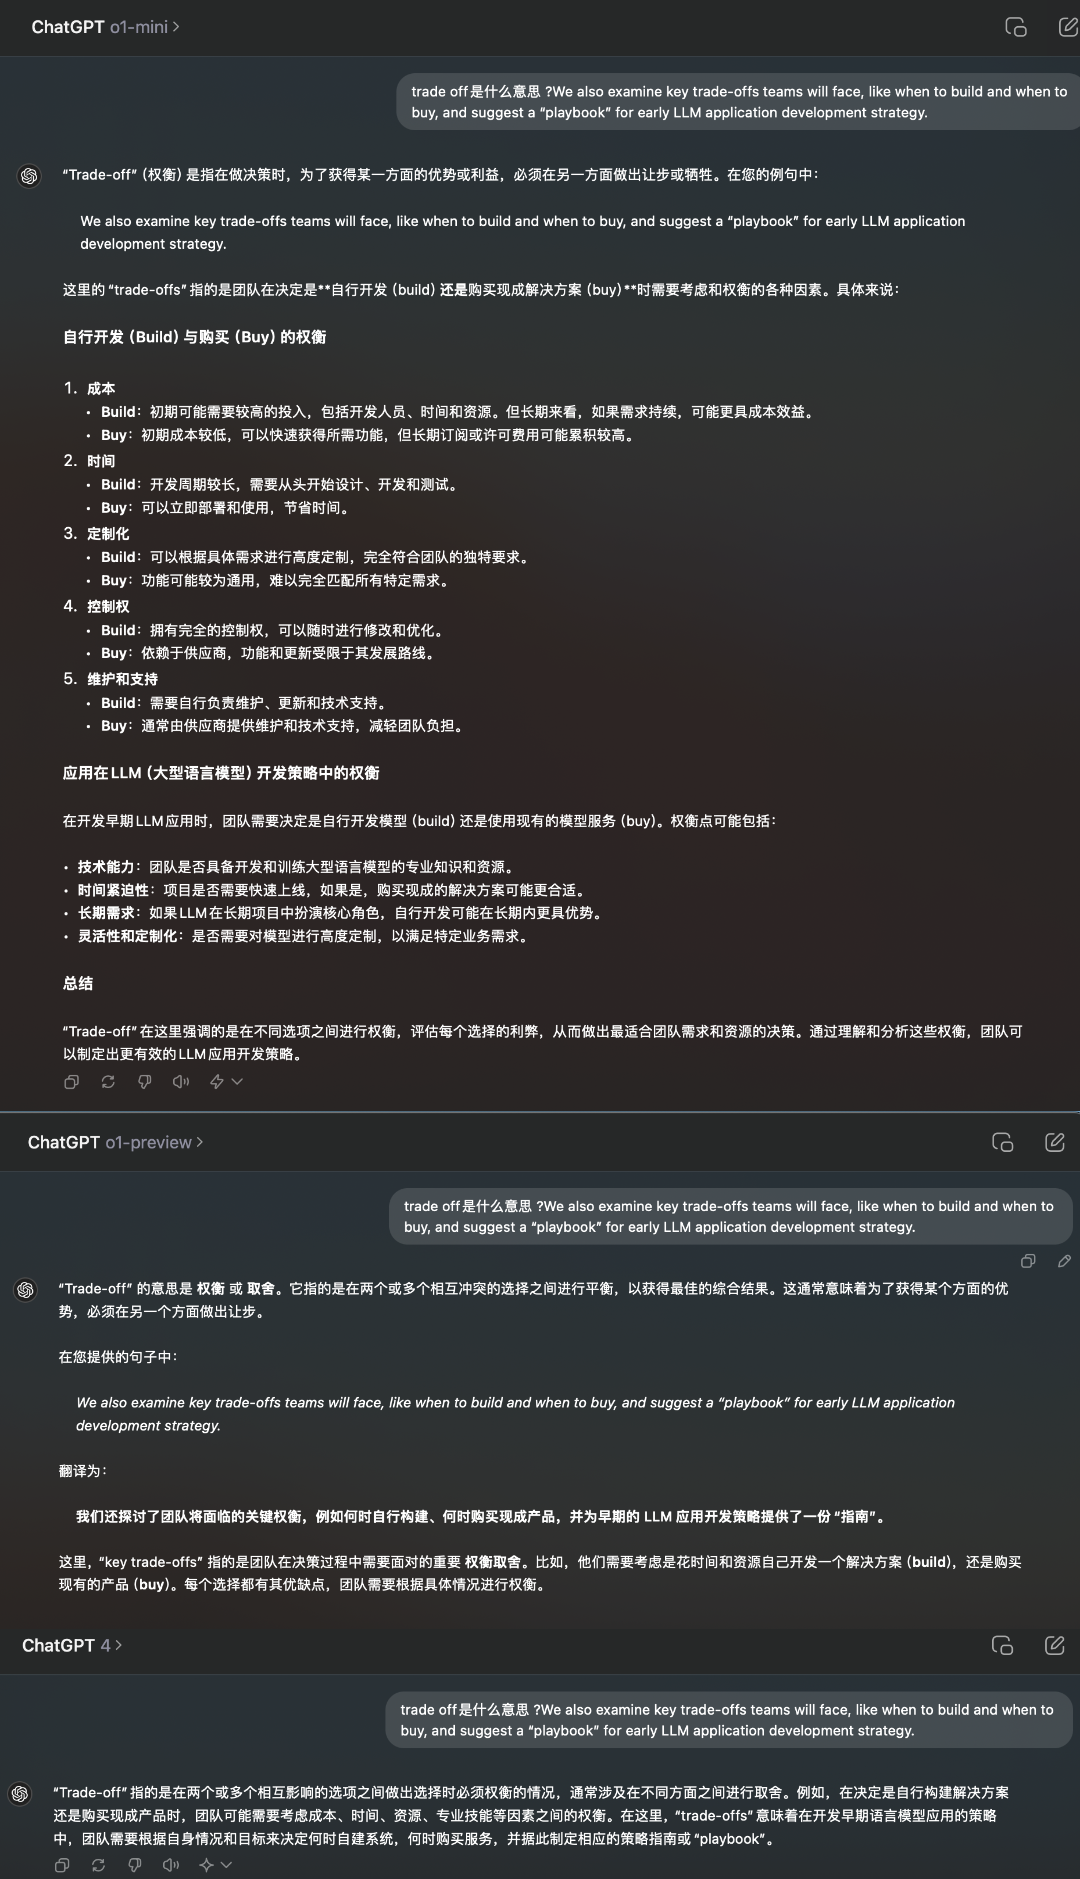 ChatGPT o1-mini >
trade off是什么意思 ?We also examine key trade-offs teams will face, like when to build and when to
buy, and suggest a “playbook” for early LLM application development strategy.
“Trade-off”（权衡）是指在做决策时，为了获得某一方面的优势或利益，必须在另一方面做出让步或牺牲。在您的例句中：
We also examine key trade-offs teams will face, like when to build and when to buy, and suggest a “playbook” for early LLM application
development strategy.
这里的 “trade-offs” 指的是团队在决定是**自行开发（build）还是购买现成解决方案（buy）**时需要考虑和权衡的各种因素。具体来说：
自行开发（Build）与购买（Buy）的权衡
1. 成本
• Build：初期可能需要较高的投入，包括开发人员、时间和资源。但长期来看，如果需求持续，可能更具成本效益。
• Buy：初期成本较低，可以快速获得所需功能，但长期订阅或许可费用可能累积较高。
2. 时间
• Build：开发周期较长，需要从头开始设计、开发和测试。
• Buy：可以立即部署和使用，节省时间。
3. 定制化
• Build：可以根据具体需求进行高度定制，完全符合团队的独特要求。
• Buy：功能可能较为通用，难以完全匹配所有特定需求。
4. 控制权
• Build：拥有完全的控制权，可以随时进行修改和优化。
• Buy：依赖于供应商，功能和更新受限于其发展路线。
5. 维护和支持
• Build：需要自行负责维护、更新和技术支持。
• Buy：通常由供应商提供维护和技术支持，减轻团队负担。
应用在LLM（大型语言模型）开发策略中的权衡
在开发早期LLM应用时，团队需要决定是自行开发模型（build）还是使用现有的模型服务（buy）。权衡点可能包括：
• 技术能力：团队是否具备开发和训练大型语言模型的专业知识和资源。
• 时间紧迫性：项目是否需要快速上线，如果是，购买现成的解决方案可能更合适。
• 长期需求：如果LLM在长期项目中扮演核心角色，自行开发可能在长期内更具优势。
• 灵活性和定制化：是否需要对模型进行高度定制，以满足特定业务需求。
总结
“Trade-off” 在这里强调的是在不同选项之间进行权衡，评估每个选择的利弊，从而做出最适合团队需求和资源的决策。通过理解和分析这些权衡，团队可
以制定出更有效的LLM应用开发策略。
ChatGPT o1-preview >
trade off是什么意思 ?We also examine key trade-offs teams will face, like when to build and when to
buy, and suggest a “playbook” for early LLM application development strategy.
“Trade-off” 的意思是 权衡 或 取舍。它指的是在两个或多个相互冲突的选择之间进行平衡，以获得最佳的综合结果。这通常意味着为了获得某个方面的优
势，必须在另一个方面做出让步。
在您提供的句子中：
We also examine key trade-offs teams will face, like when to build and when to buy, and suggest a “playbook” for early LLM application
development strategy.
翻译为：
我们还探讨了团队将面临的关键权衡，例如何时自行构建、何时购买现成产品，并为早期的 LLM 应用开发策略提供了一份 “指南”。
这里，“key trade-offs” 指的是团队在决策过程中需要面对的重要 权衡取舍。比如，他们需要考虑是花时间和资源自己开发一个解决方案（build），还是购买
现有的产品（buy）。每个选择都有其优缺点，团队需要根据具体情况进行权衡。
ChatGPT 4 >
trade off是什么意思 ?We also examine key trade-offs teams will face, like when to build and when to
buy, and suggest a “playbook” for early LLM application development strategy.
“Trade-off” 指的是在两个或多个相互影响的选项之间做出选择时必须权衡的情况，通常涉及在不同方面之间进行取舍。例如，在决定是自行构建解决方案
还是购买现成产品时，团队可能需要考虑成本、时间、资源、专业技能等因素之间的权衡。在这里，“trade-offs” 意味着在开发早期语言模型应用的策略
中，团队需要根据自身情况和目标来决定何时自建系统，何时购买服务，并据此制定相应的策略指南或 “playbook”。